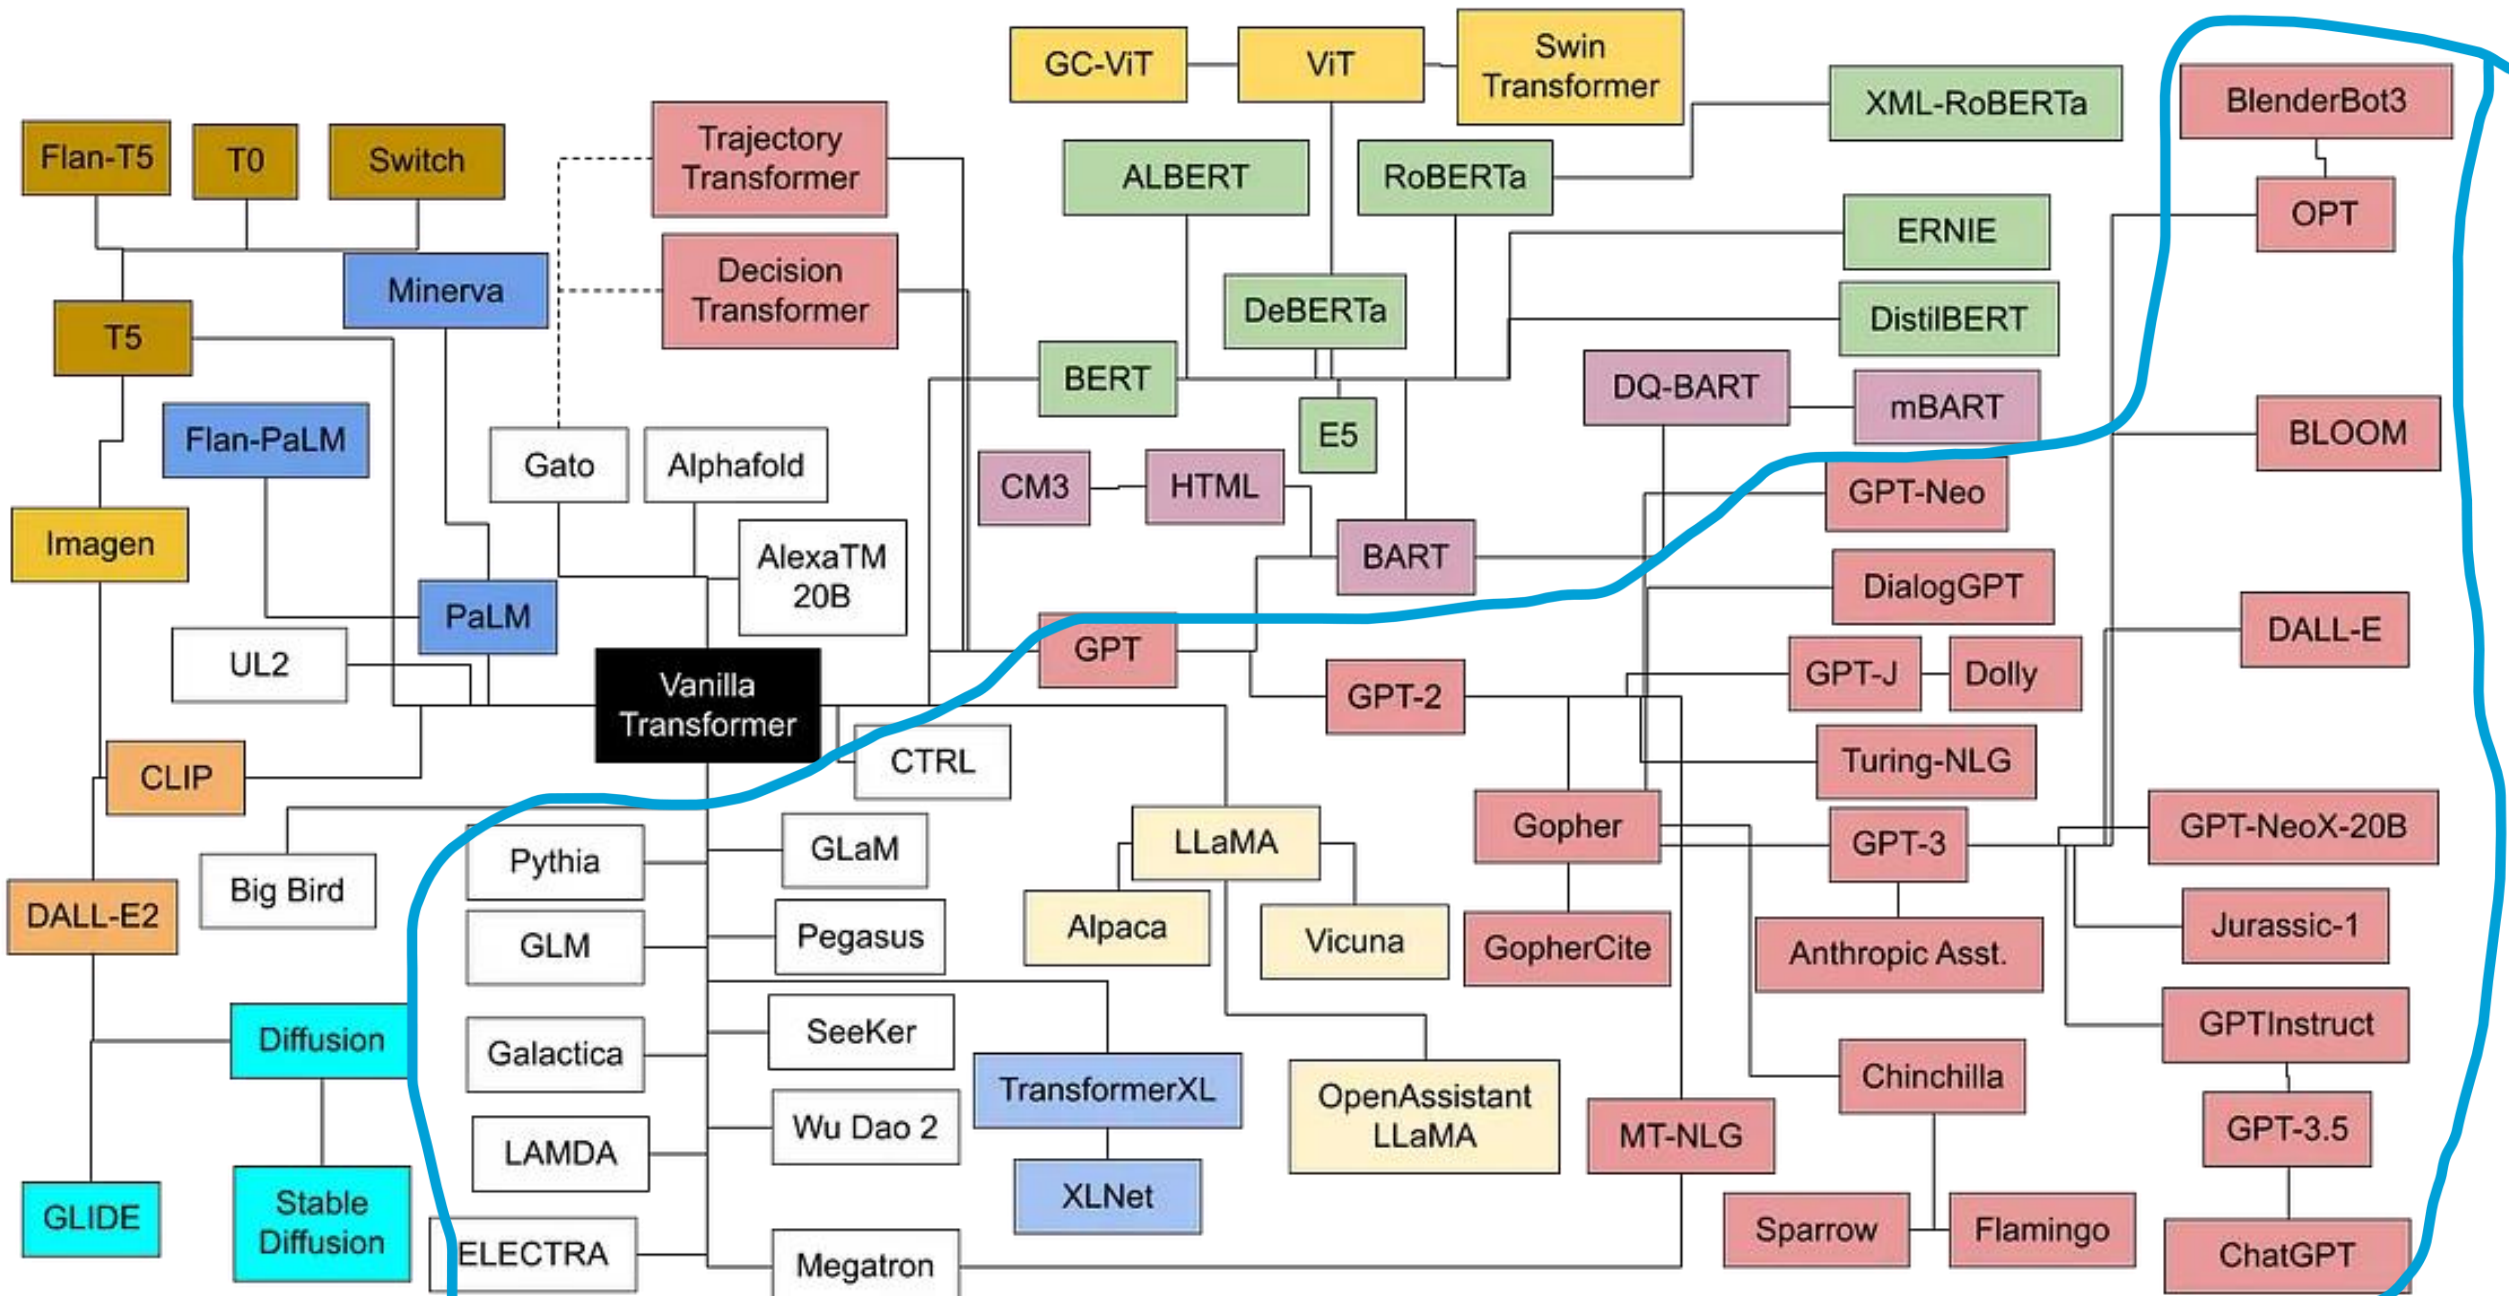 GC-ViT
ViT
Swin
Transformer
XML-RoBERTa
BlenderBot3
Flan-T5
T0
Switch
Trajectory
Transformer
ALBERT
RoBERTa
OPT
ERNIE
Minerva
Decision
Transformer
DeBERTa
DistilBERT
T5
BERT
DQ-BART
mBART
Flan-PaLM
Gato
Alphafold
E5
BLOOM
CM3
HTML
GPT-Neo
Imagen
AlexaTM
20B
BART
DialogGPT
PaLM
UL2
GPT
DALL-E
Vanilla
Transformer
GPT-2
GPT-J
Dolly
CLIP
CTRL
Turing-NLG
Pythia
GLaM
LLaMA
Gopher
GPT-3
GPT-NeoX-20B
Big Bird
DALL-E2
GLM
Pegasus
Alpaca
Vicuna
GopherCite
Anthropic Asst.
Jurassic-1
Diffusion
Galactica
SeeKer
TransformerXL
OpenAssistant
LLaMA
Chinchilla
GPTInstruct
LAMDA
Wu Dao 2
MT-NLG
GPT-3.5
GLIDE
Stable
Diffusion
XLNet
Sparrow
Flamingo
ELECTRA
Megatron
ChatGPT